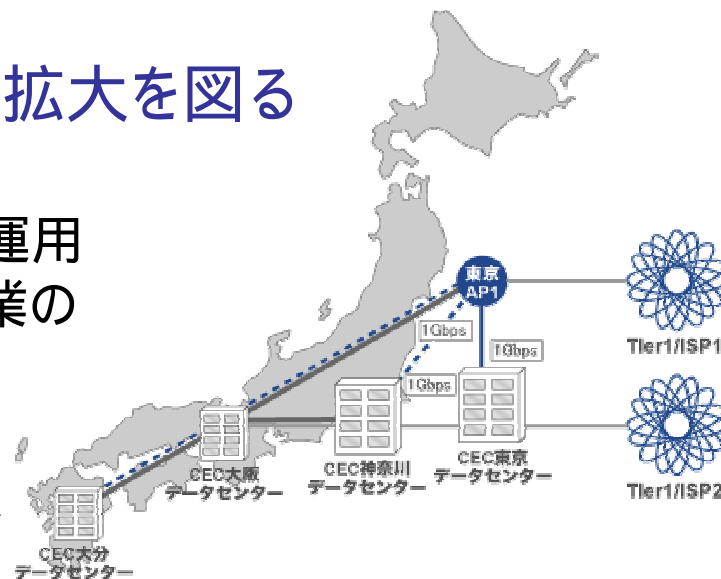 拡大を図る
運用
業の
東京
AP1
1Gbps
1Gbps
1Gbps
TIer1/ISP1
CEC大阪
データセンター
CEC神奈川
データセンター
CEC東京
データセンター
TIer1/ISP2
CEC大分
データセンター